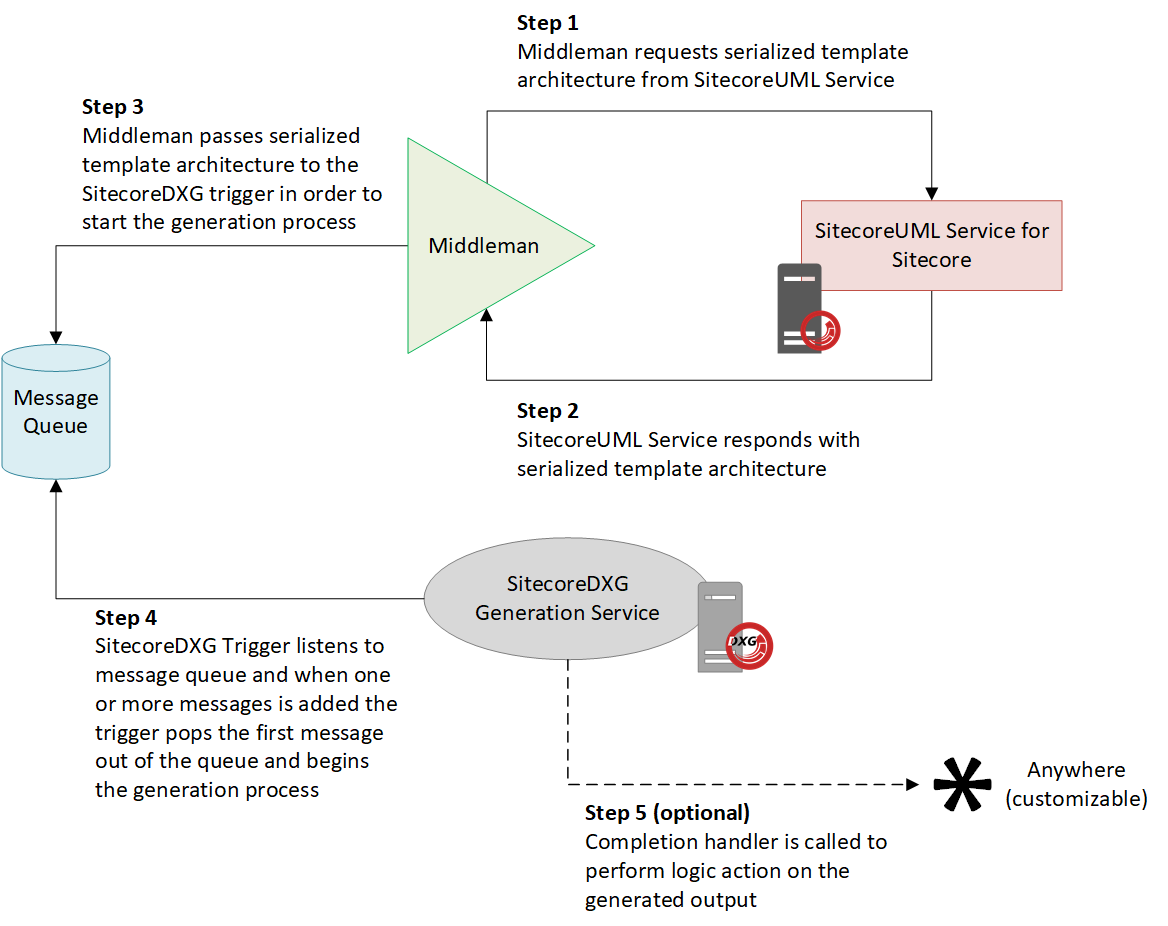 Step 1
Middleman requests serialized template
architecture from SitecoreUML Service
Step 3
Middleman passes serialized
template architecture to the
SitecoreDXG trigger in order to
start the generation process
Middleman
SitecoreUML Service for
Sitecore
Message
Queue
Step 2
SitecoreUML Service responds with
serialized template architecture
SitecoreDXG
Generation Service
DXG
Step 4
SitecoreDXG Trigger listens to
message queue and when one
or more messages is added the
trigger pops the first message
out of the queue and begins
the generation process
Anywhere
(customizable)
Step 5 (optional)
Completion handler is called to
perform logic action on the
generated output